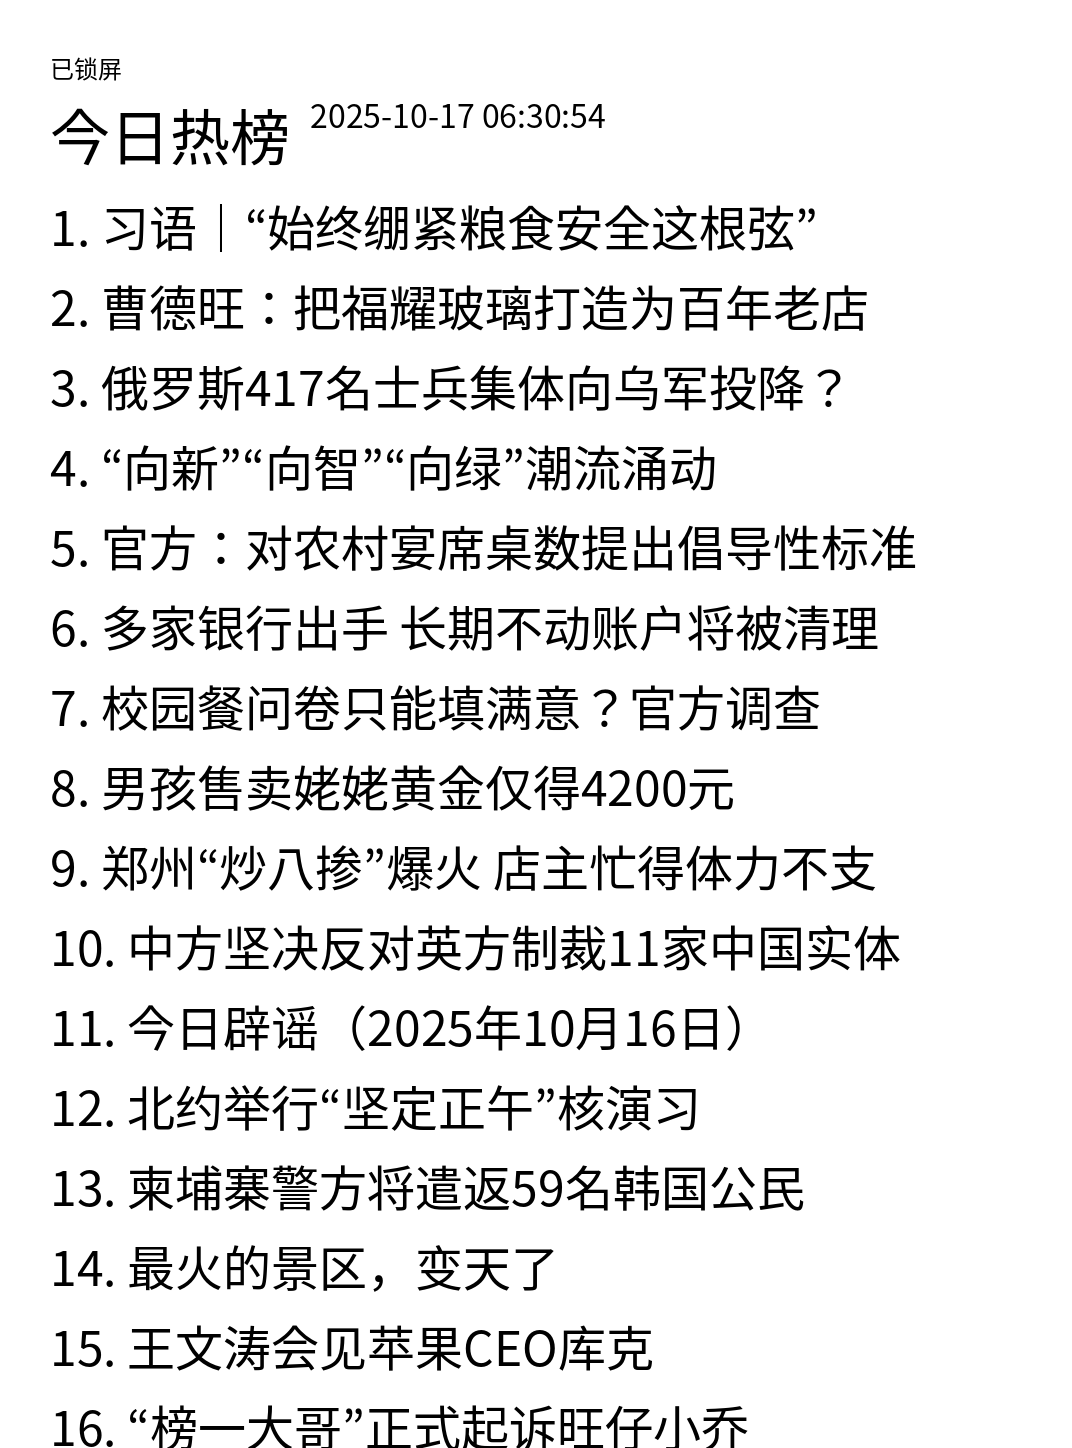 已锁屏
今日热榜 2025-10-17 06:30:54
1. 习语｜“始终绷紧粮食安全这根弦”
2. 曹德旺：把福耀玻璃打造为百年老店
3. 俄罗斯417名士兵集体向乌军投降？
4. “向新”“向智”“向绿”潮流涌动
5. 官方：对农村宴席桌数提出倡导性标准
6. 多家银行出手 长期不动账户将被清理
7. 校园餐问卷只能填满意？官方调查
8. 男孩售卖姥姥黄金仅得4200元
9. 郑州“炒八掺”爆火 店主忙得体力不支
10. 中方坚决反对英方制裁11家中国实体
11. 今日辟谣（2025年10月16日）
12. 北约举行“坚定正午”核演习
13. 柬埔寨警方将遣返59名韩国公民
14. 最火的景区，变天了
15. 王文涛会见苹果CEO库克
16. “榜一大哥”正式起诉旺仔小乔